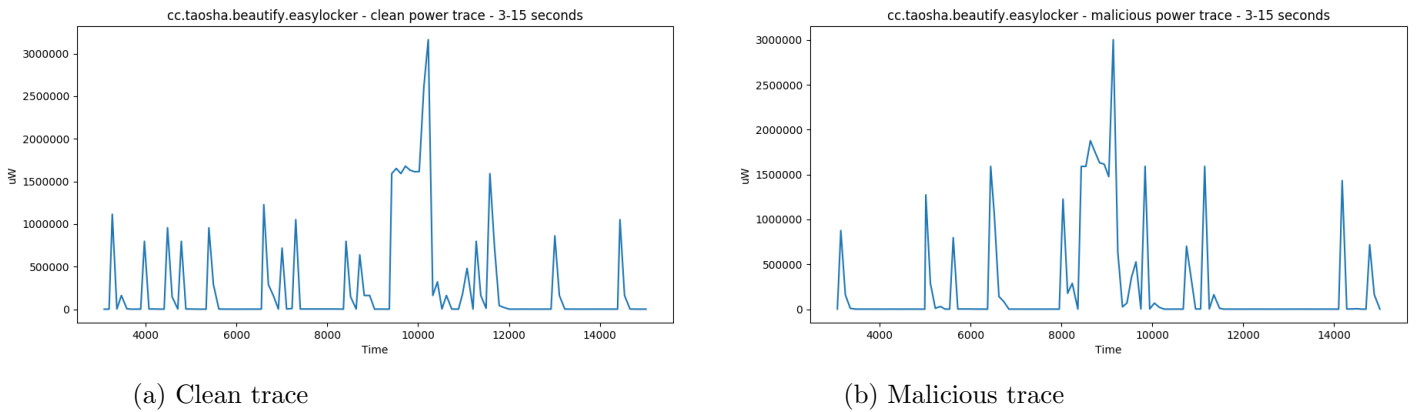 cc.taosha.beautify.easylocker - clean power trace - 3-15 seconds
3000000
2500000
2000000
1500000
1000000
500000
0
uW
4000 6000 8000 10000 12000 14000
Time
(a) Clean trace
cc.taosha.beautify.easylocker - malicious power trace - 3-15 seconds
3000000
2500000
2000000
1500000
1000000
500000
0
uW
4000 6000 8000 10000 12000 14000
Time
(b) Malicious trace